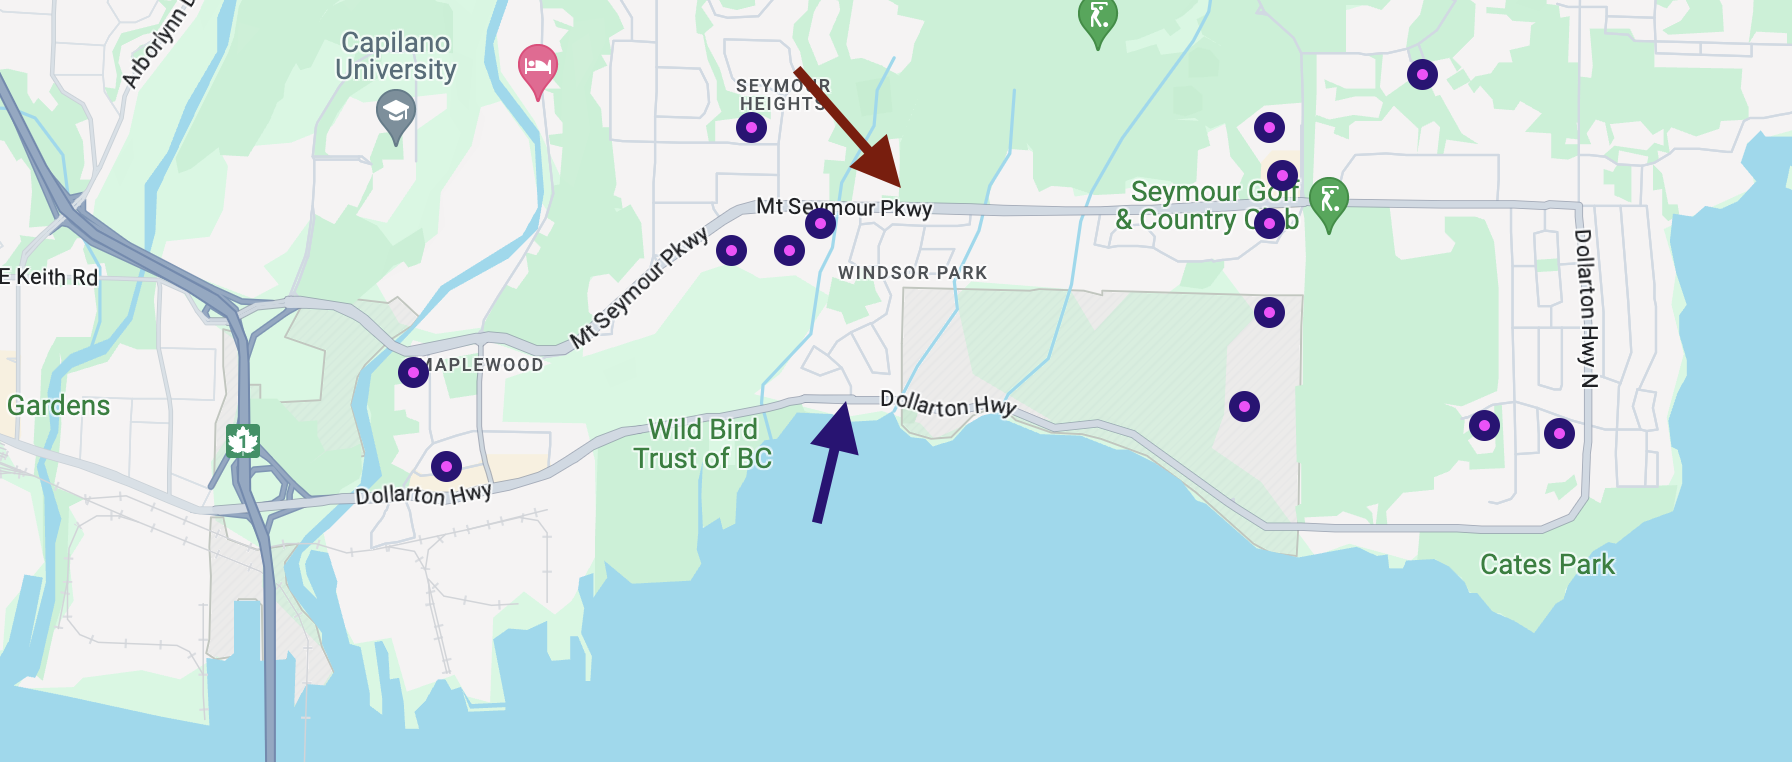 Arborlynn D
Capilano
University
SEYMOUR
HEIGHTS
Mt Seymour Pkwy
Seymour Golf
& Country Club
Mt Seymour Pkwy
Dollarton Hwy N
E Keith Rd
WINDSOR PARK
MAPLEWOOD
Gardens
Dollarton Hwy
1
Wild Bird
Trust of BC
Dollarton Hwy
Cates Park